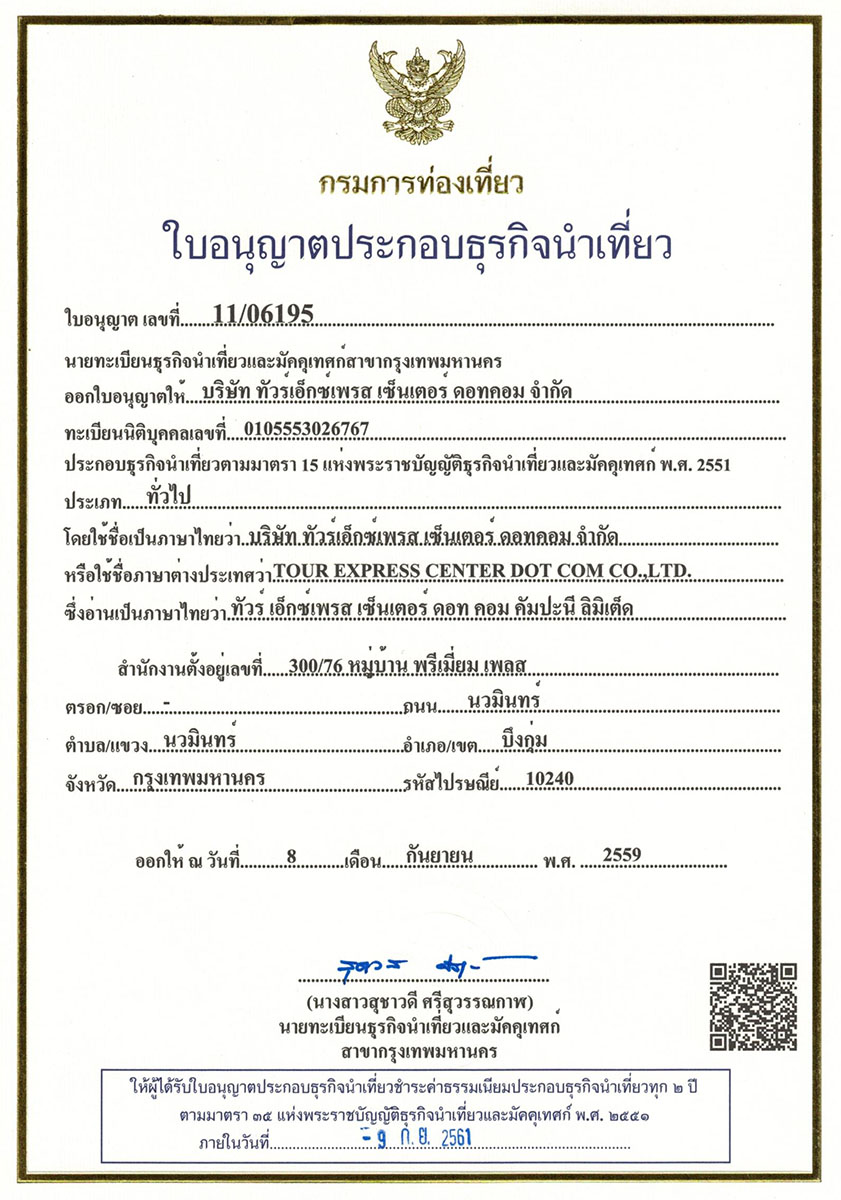 กรมการท่องเที่ยว
ใบอนุญาตประกอบธุรกิจนำเที่ยว
ใบอนุญาต เลขที่ 11/06195
นายทะเบียนธุรกิจนำเที่ยวและมัคคุเทศก์สาขากรุงเทพมหานคร
ออกใบอนุญาตให้ บริษัท ทัวร์เอ็กซ์เพรส เซ็นเตอร์ ดอทคอม จำกัด
ทะเบียนนิติบุคคลเลขที่ 0105553026767
ประกอบธุรกิจนำเที่ยวตามมาตรา 15 แห่งพระราชบัญญัติธุรกิจนำเที่ยวและมัคคุเทศก์ พ.ศ. 2551
ประเภท ทั่วไป
โดยใช้ชื่อเป็นภาษาไทยว่า บริษัท ทัวร์เอ็กซ์เพรส เซ็นเตอร์ ดอทคอม จำกัด
หรือใช้ชื่อภาษาต่างประเทศว่า TOUR EXPRESS CENTER DOT COM CO.,LTD.
ซึ่งอ่านเป็นภาษาไทยว่า ทัวร์ เอ็กซ์เพรส เซ็นเตอร์ ดอท คอม คัมปะนี ลิมิเต็ด
สำนักงานตั้งอยู่เลขที่ 300/76 หมู่บ้าน พรีเมี่ยม เพลส
ตรอก/ซอย - ถนน นวมินทร์
ตำบล/แขวง นวมินทร์ อำเภอ/เขต บึงกุ่ม
จังหวัด กรุงเทพมหานคร รหัสไปรษณีย์ 10240
ออกให้ ณ วันที่ 8 เดือน กันยายน พ.ศ. 2559
(นางสาวสุชาวดี ศรีสุวรรณกาพ)
นายทะเบียนธุรกิจนำเที่ยวและมัคคุเทศก์
สาขากรุงเทพมหานคร
ให้ผู้ได้รับใบอนุญาตประกอบธุรกิจนำเที่ยวชำระค่าธรรมเนียมประกอบธุรกิจนำเที่ยวทุก ๒ ปี
ตามมาตรา ๓๕ แห่งพระราชบัญญัติธุรกิจนำเที่ยวและมัคคุเทศก์ พ.ศ. ๒๕๕๑
ภายในวันที่ - 9 ก.ย. 2561